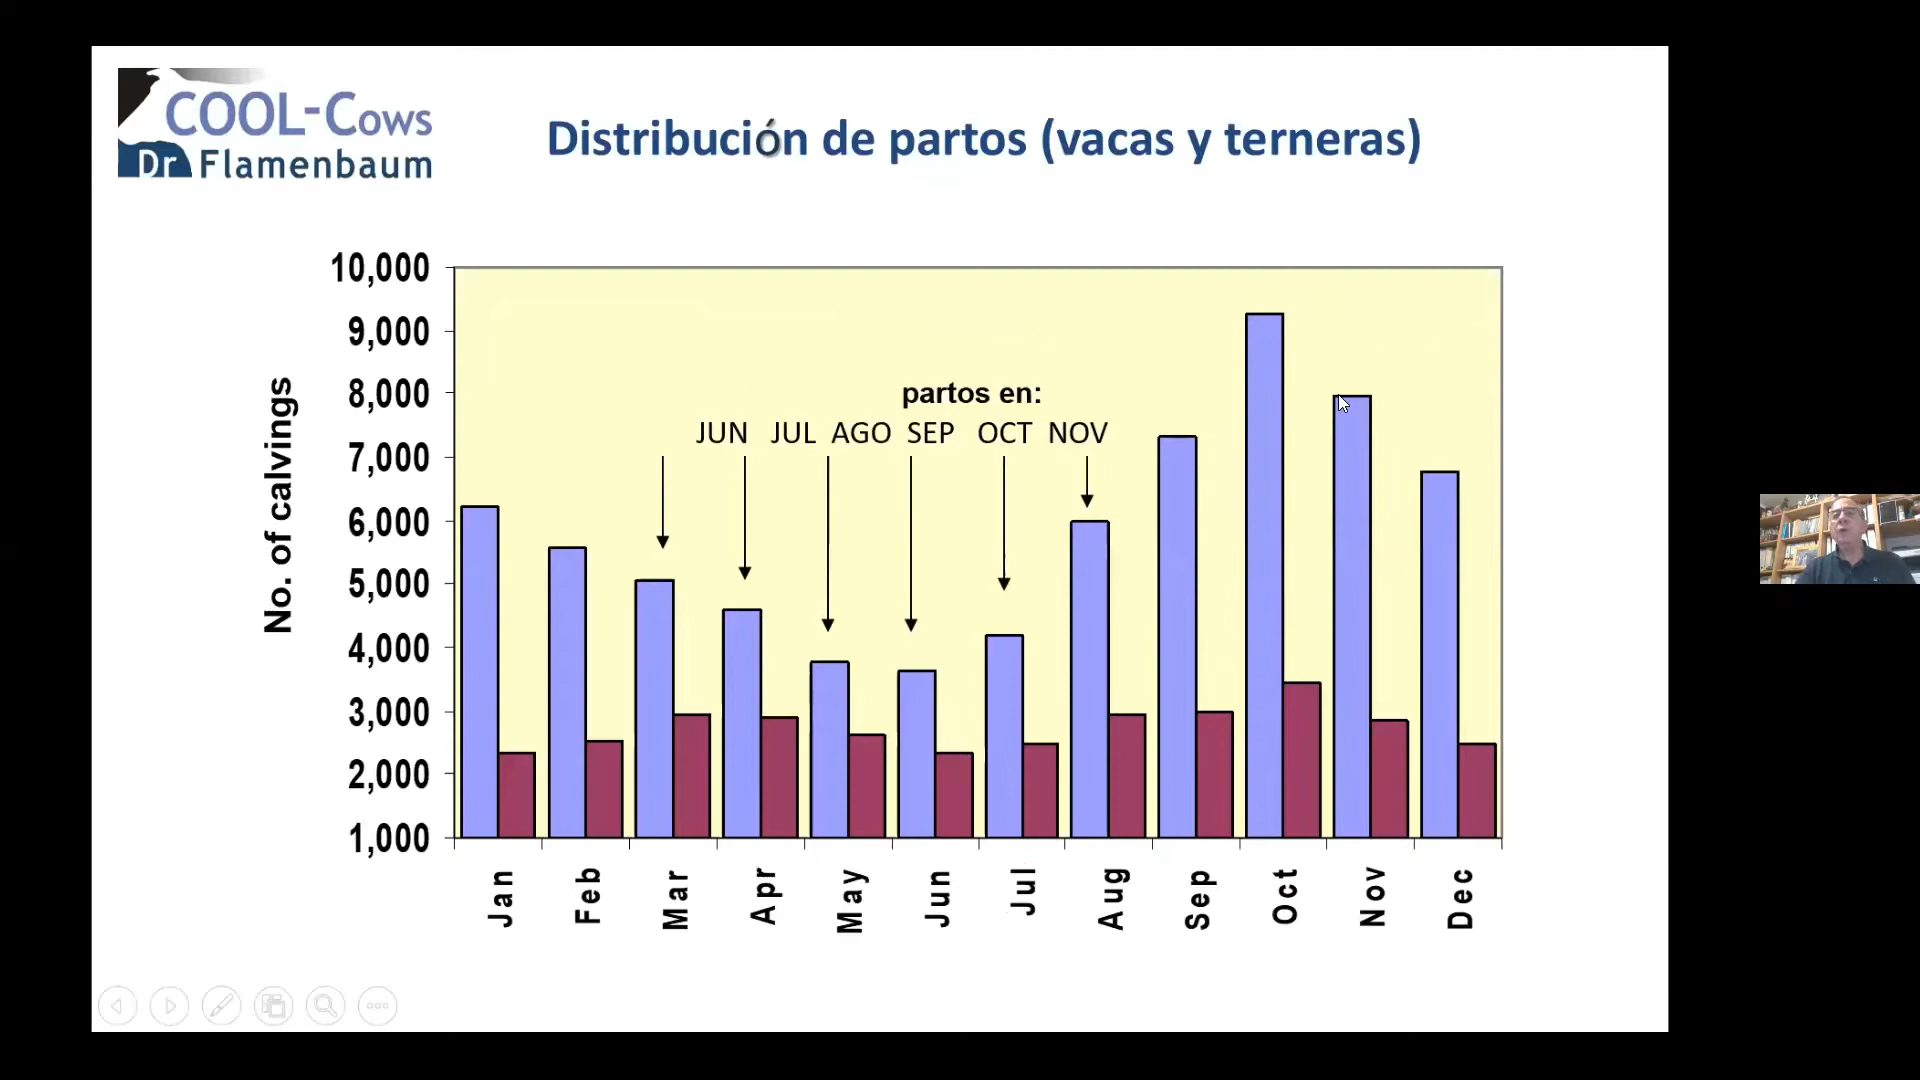 COOL-Cows
Dr Flamenbaum
Distribución de partos (vacas y terneras)
No. of calvings
10,000
9,000
8,000
7,000
6,000
5,000
4,000
3,000
2,000
1,000
partos en:
JUN JUL AGO SEP OCT NOV
Jan Feb Mar Apr May Jun Jul Aug Sep Oct Nov Dec